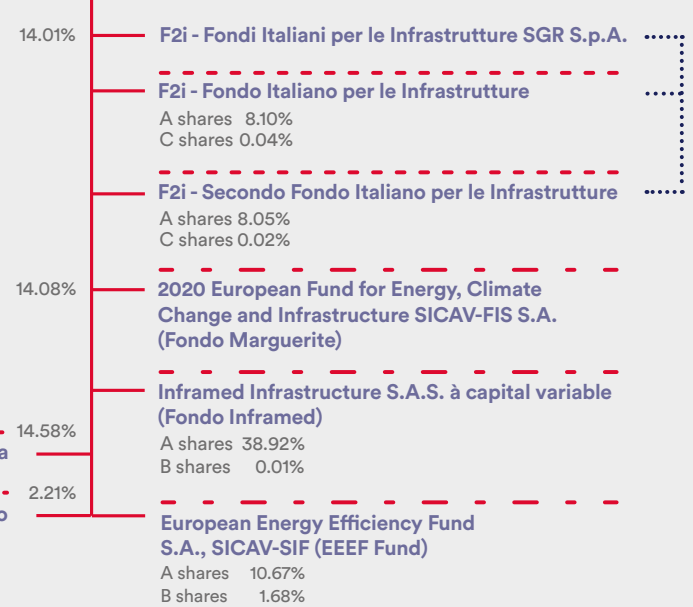 14.01%
F2i - Fondi Italiani per le Infrastrutture SGR S.p.A.
F2i - Fondo Italiano per le Infrastrutture
A shares 8.10%
C shares 0.04%
F2i - Secondo Fondo Italiano per le Infrastrutture
A shares 8.05%
C shares 0.02%
14.08%
2020 European Fund for Energy, Climate
Change and Infrastructure SICAV-FIS S.A.
(Fondo Marguerite)
Inframed Infrastructure S.A.S. à capital variable
(Fondo Inframed)
A shares 38.92%
B shares 0.01%
14.58%
a
2.21%
o
European Energy Efficiency Fund
S.A., SICAV-SIF (EEEF Fund)
A shares 10.67%
B shares 1.68%